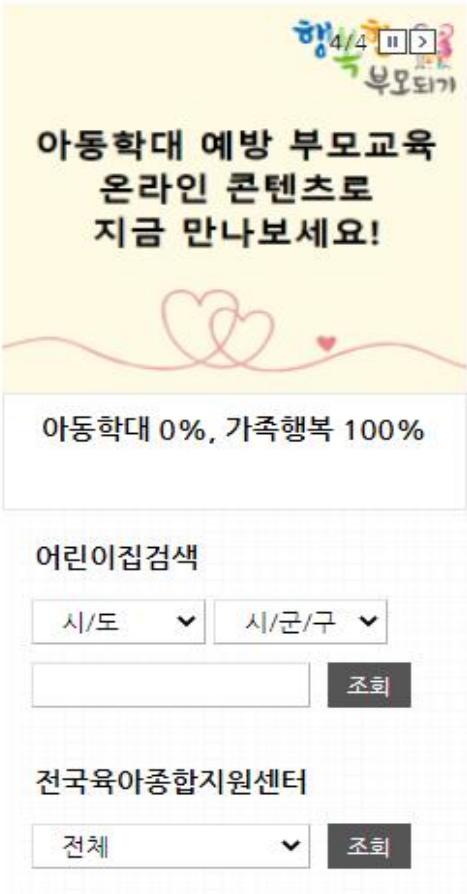 4/4
부모되기
아동학대 예방 부모교육
온라인 콘텐츠로
지금 만나보세요!
아동학대 0%, 가족행복 100%
어린이집검색
시/도 시/군/구
조회
전국육아종합지원센터
전체 조회